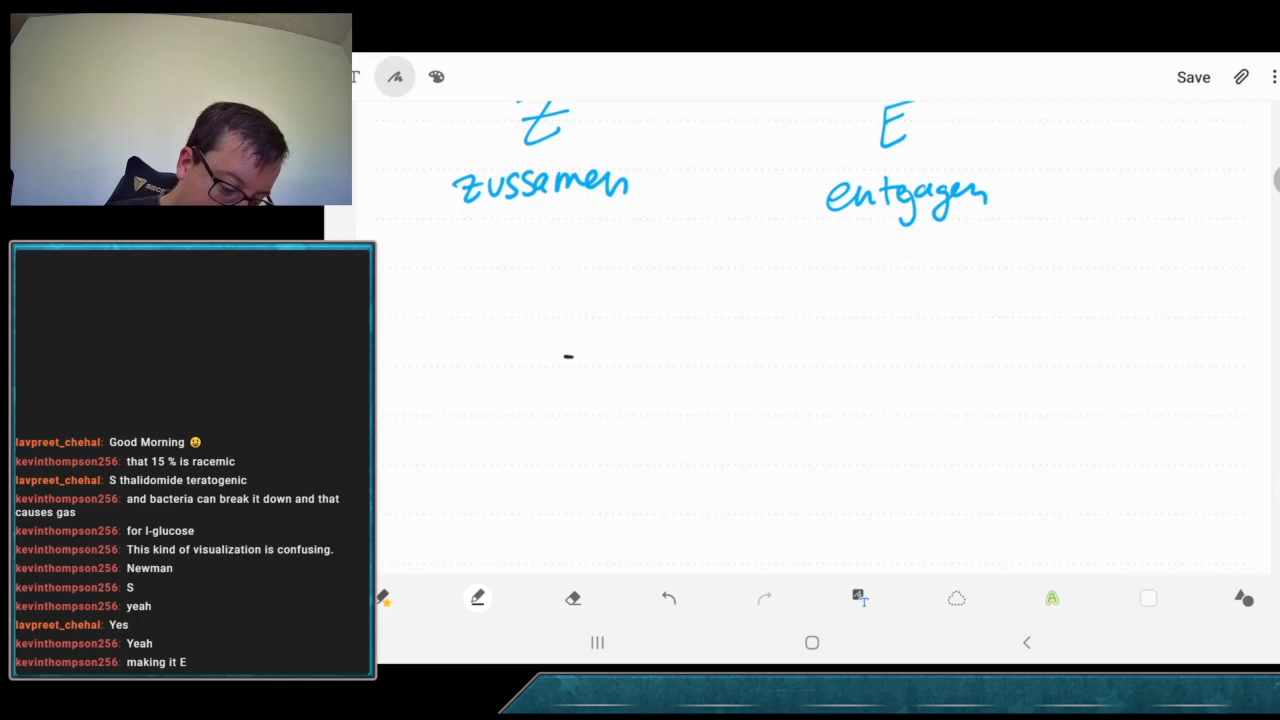 T
Save
Z
E
zussamen
entgagen
-
SECRE
lavpreet_chehal: Good Morning 😃
kevinthompson256: that 15 % is racemic
lavpreet_chehal: S thalidomide teratogenic
kevinthompson256: and bacteria can break it down and that
causes gas
kevinthompson256: for l-glucose
kevinthompson256: This kind of visualization is confusing.
kevinthompson256: Newman
kevinthompson256: S
kevinthompson256: yeah
lavpreet_chehal: Yes
kevinthompson256: Yeah
kevinthompson256: making it E
T
A